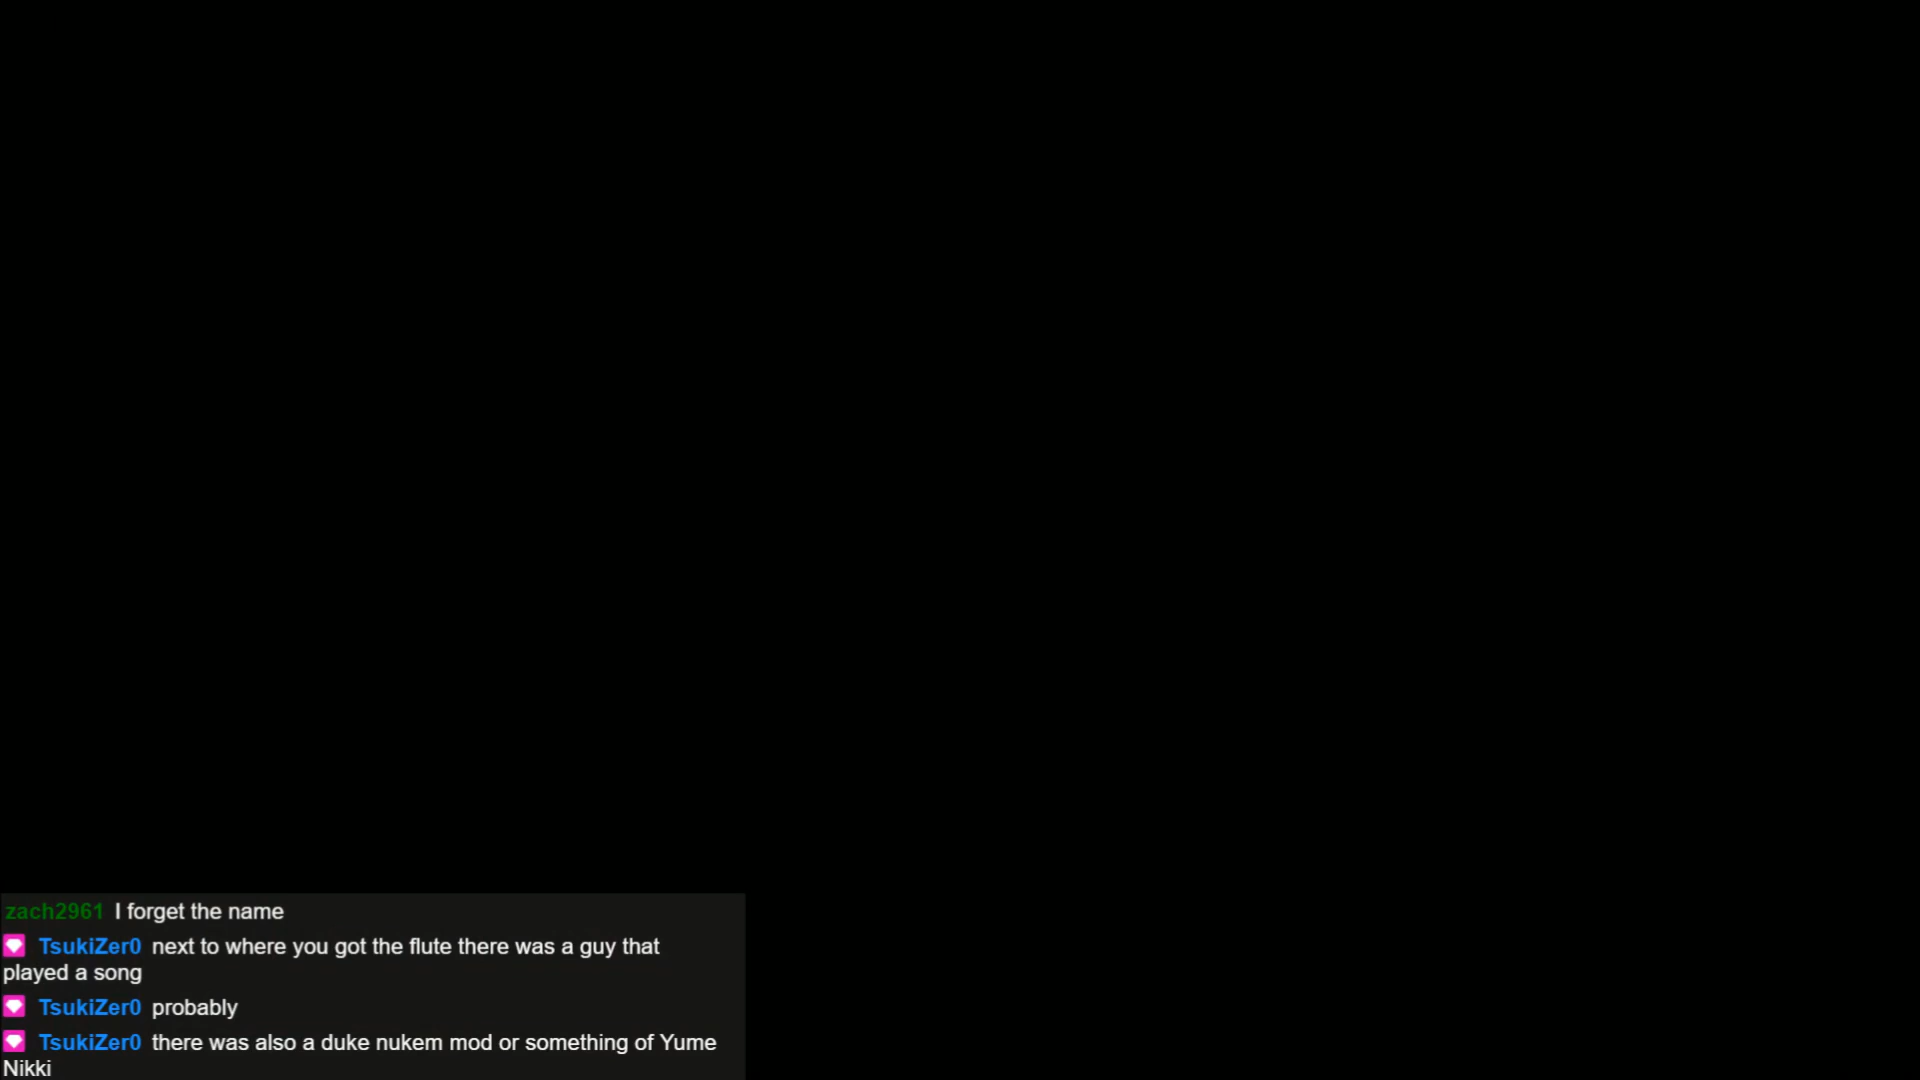 zach2961 I forget the name
TsukiZer0 next to where you got the flute there was a guy that
played a song
TsukiZer0 probably
TsukiZer0 there was also a duke nukem mod or something of Yume
Nikki